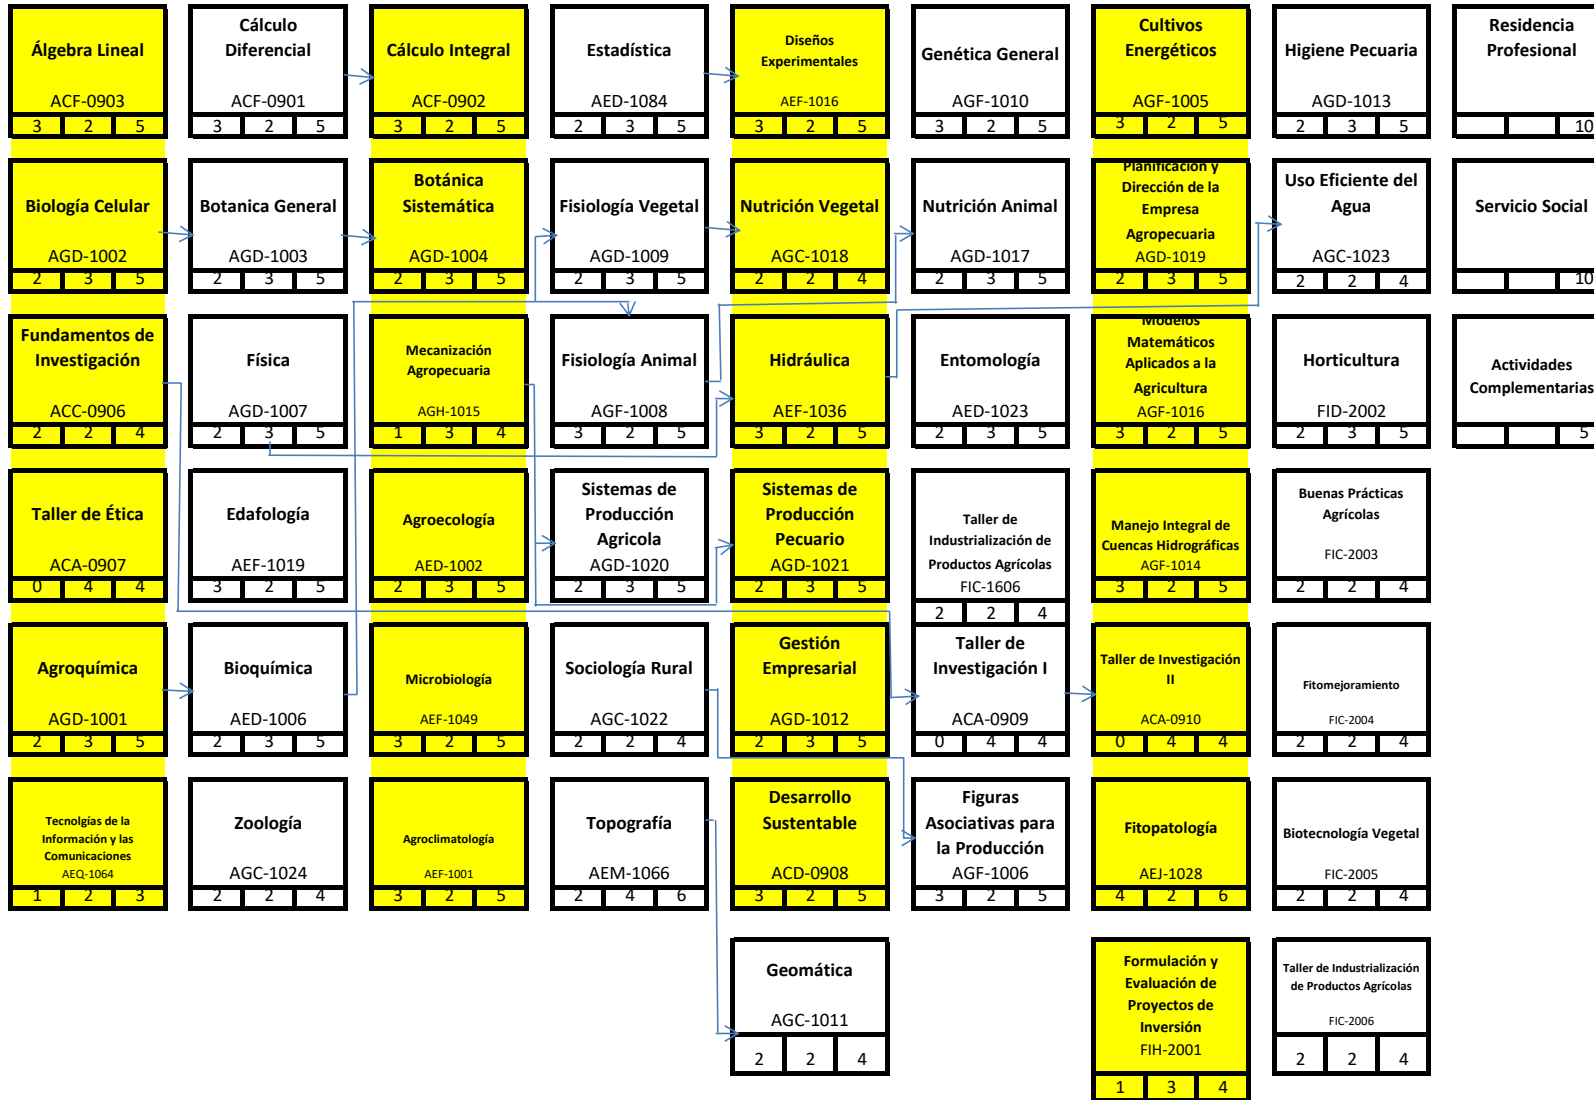 Álgebra Lineal
ACF-0903
3 2 5
Cálculo
Diferencial
ACF-0901
3 2 5
Cálculo Integral
ACF-0902
3 2 5
Estadística
AED-1084
2 3 5
Diseños
Experimentales
AEF-1016
3 2 5
Genética General
AGF-1010
3 2 5
Cultivos
Energéticos
AGF-1005
3 2 5
Higiene Pecuaria
AGD-1013
2 3 5
Residencia
Profesional
10
Biología Celular
AGD-1002
2 3 5
Botanica General
AGD-1003
2 3 5
Botánica
Sistemática
AGD-1004
2 3 5
Fisiología Vegetal
AGD-1009
2 3 5
Nutrición Vegetal
AGC-1018
2 2 4
Nutrición Animal
AGD-1017
2 3 5
Planificación y
Dirección de la
Empresa
Agropecuaria
AGD-1019
2 3 5
Uso Eficiente del
Agua
AGC-1023
2 2 4
Servicio Social
10
Fundamentos de
Investigación
ACC-0906
2 2 4
Física
AGD-1007
2 3 5
Mecanización
Agropecuaria
AGH-1015
1 3 4
Fisiología Animal
AGF-1008
3 2 5
Hidráulica
AEF-1036
3 2 5
Entomología
AED-1023
2 3 5
Modelos
Matemáticos
Aplicados a la
Agricultura
AGF-1016
3 2 5
Horticultura
FID-2002
2 3 5
Actividades
Complementarias
5
Taller de Ética
ACA-0907
0 4 4
Edafología
AEF-1019
3 2 5
Agroecología
AED-1002
2 3 5
Sistemas de
Producción
Agricola
AGD-1020
2 3 5
Sistemas de
Producción
Pecuario
AGD-1021
2 3 5
Taller de
Industrialización de
Productos Agrícolas
FIC-1606
2 2 4
Manejo Integral de
Cuencas Hidrográficas
AGF-1014
3 2 5
Buenas Prácticas
Agrícolas
FIC-2003
2 2 4
Agroquímica
AGD-1001
2 3 5
Bioquímica
AED-1006
2 3 5
Microbiología
AEF-1049
3 2 5
Sociología Rural
AGC-1022
2 2 4
Gestión
Empresarial
AGD-1012
2 3 5
Taller de
Investigación I
ACA-0909
0 4 4
Taller de Investigación
II
ACA-0910
0 4 4
Fitomejoramiento
FIC-2004
2 2 4
Tecnolgías de la
Información y las
Comunicaciones
AEQ-1064
1 2 3
Zoología
AGC-1024
2 2 4
Agroclimatología
AEF-1001
3 2 5
Topografía
AEM-1066
2 4 6
Desarrollo
Sustentable
ACD-0908
3 2 5
Figuras
Asociativas para
la Producción
AGF-1006
3 2 5
Fitopatología
AEJ-1028
4 2 6
Biotecnología Vegetal
FIC-2005
2 2 4
Geomática
AGC-1011
2 2 4
Formulación y
Evaluación de
Proyectos de
Inversión
FIH-2001
1 3 4
Taller de Industrialización
de Productos Agrícolas
FIC-2006
2 2 4